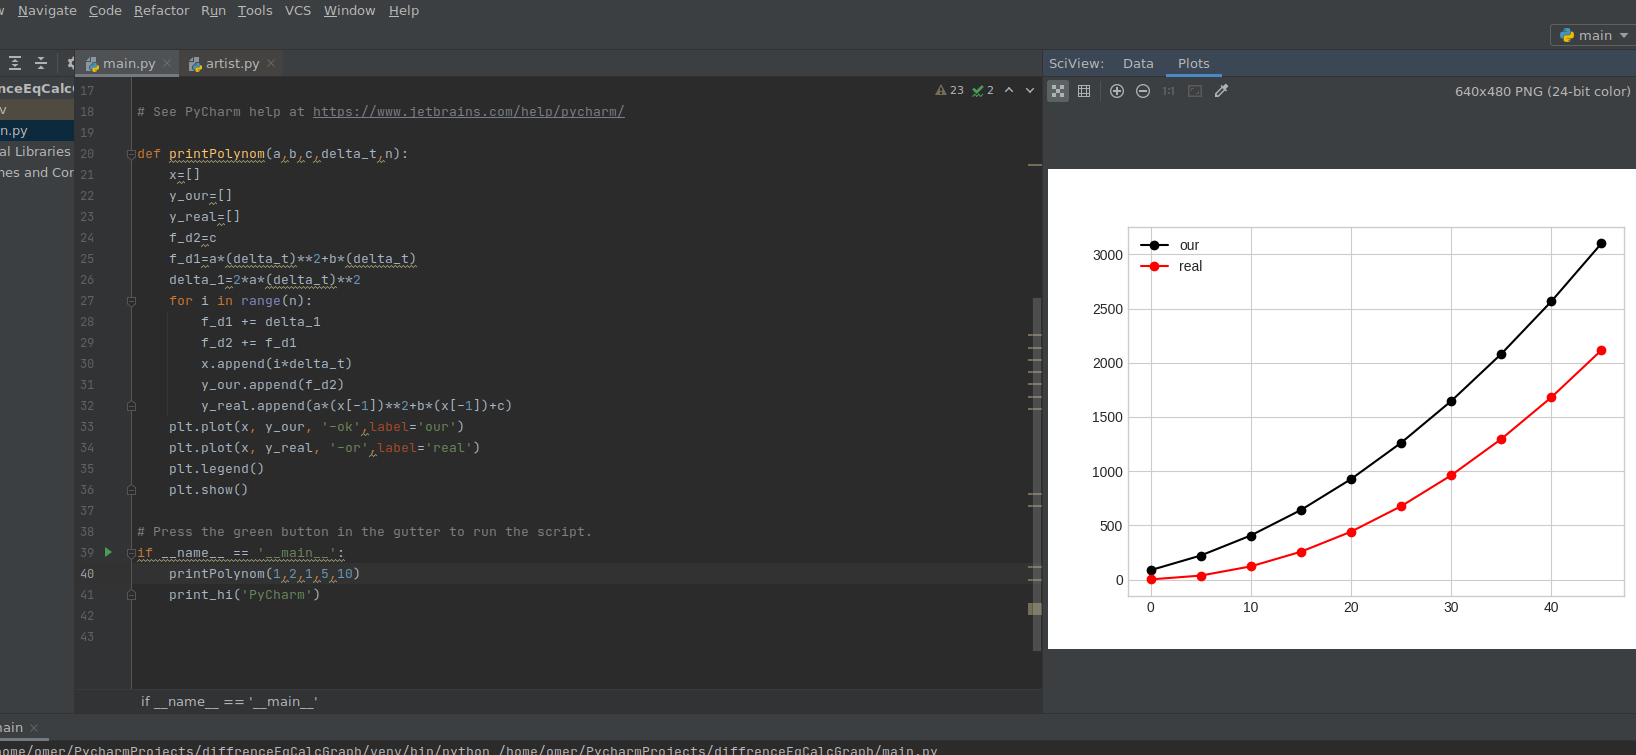 Navigate Code Refactor Run Tools VCS Window Help
main
main.py artist.py
SciView: Data Plots
1:1 640x480 PNG (24-bit color)
n.py
al Libraries
23 2
17
18 # See PyCharm help at https://www.jetbrains.com/help/pycharm/
19
20 def printPolynom(a,b,c,delta_t,n):
21 x=[]
22 y_our=[]
23 y_real=[]
24 f_d2=c
25 f_d1=a*(delta_t)**2+b*(delta_t)
26 delta_1=2*a*(delta_t)**2
27 for i in range(n):
28 f_d1 += delta_1
29 f_d2 += f_d1
30 x.append(i*delta_t)
31 y_our.append(f_d2)
32 y_real.append(a*(x[-1])**2+b*(x[-1])+c)
33 plt.plot(x, y_our, '-ok',label='our')
34 plt.plot(x, y_real, '-or',label='real')
35 plt.legend()
36 plt.show()
37
38 # Press the green button in the gutter to run the script.
39 if __name__ == '__main__':
40 printPolynom(1,2,1,5,10)
41 print_hi('PyCharm')
42
43
if __name__ == '__main__'
our
real
3000
2500
2000
1500
1000
500
0
0 10 20 30 40
ain
ome/omer/PycharmProjects/diffrenceEqCalcGraph/venv/bin/python /home/omer/PycharmProjects/diffrenceEqCalcGraph/main.py